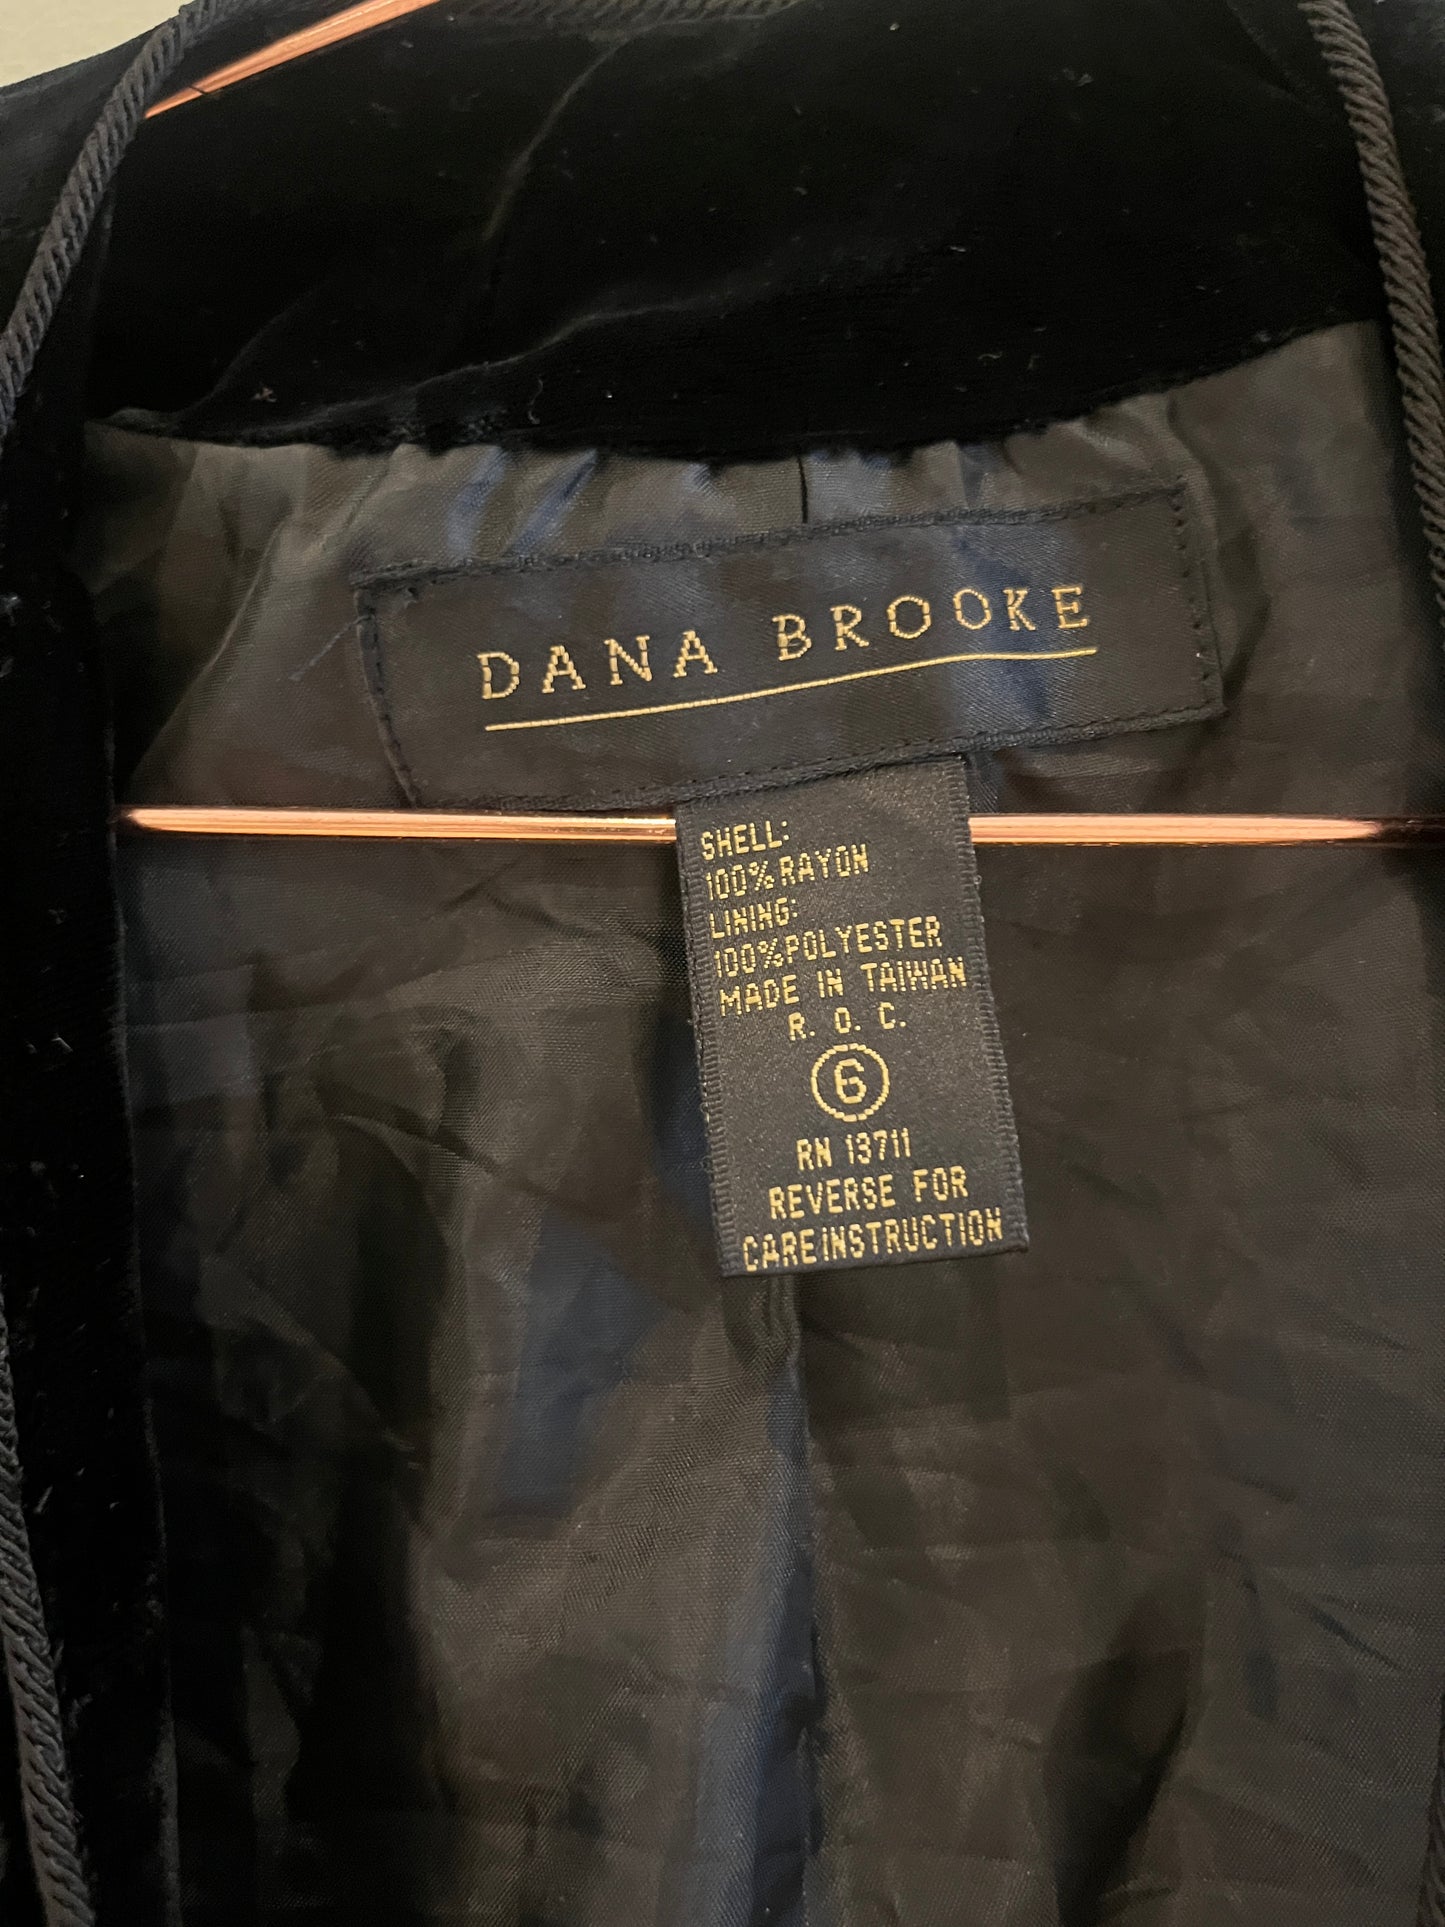 DANA BROOKE
SHELL:
100% RAYON
LINING:
100% POLYESTER
MADE IN TAIWAN
R. O. C.
6
RN 13711
REVERSE FOR
CARE INSTRUCTION